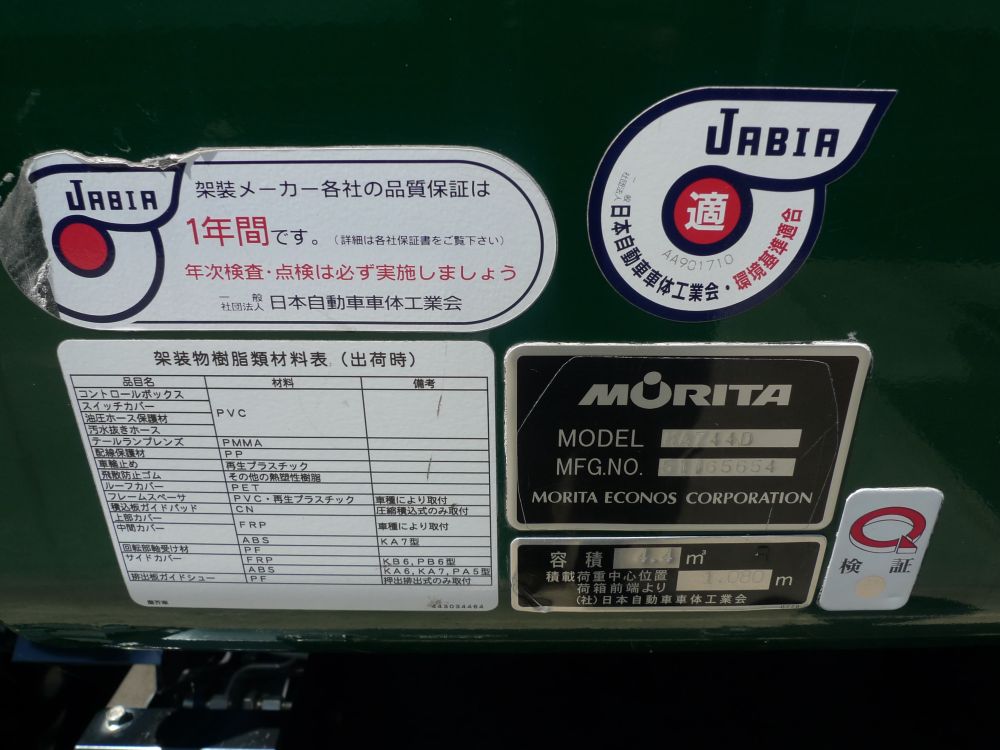 JABIA
架装メーカー各社の品質保証は
1年間です。（詳細は各社保証書をご覧下さい）
年次検査・点検は必ず実施しましょう
一般社団法人 日本自動車車体工業会
JABIA
適
AA901710
一般社団法人 日本自動車車体工業会・環境基準適合
架装物樹脂類材料表（出荷時）
品目名 材料 備考
コントロールボックス
スイッチカバー
油圧ホース保護材 PVC
汚水抜きホース
テールランプレンズ PMMA
配線保護材 PP
車輪止め 再生プラスチック
飛散防止ゴム その他の熱塑性樹脂
ルーフカバー PET
フレームスペーサ PVC・再生プラスチック 車種により取付
積込板ガイドパッド CN 圧縮積込式のみ取付
上部カバー
中間カバー FRP 車種により取付
ABS KA7型
回転部軸受け材 PF
サイドカバー FRP KB6,PB6型
ABS KA6,KA7,PA5型
排出板ガイドシュー PF 押出排出式のみ取付
443034464
MORITA
MODEL
MFG.NO.
MORITA ECONOS CORPORATION
容積 4.4 m³
積載荷重中心位置
荷箱前端より 1.080 m
(社)日本自動車車体工業会
検証